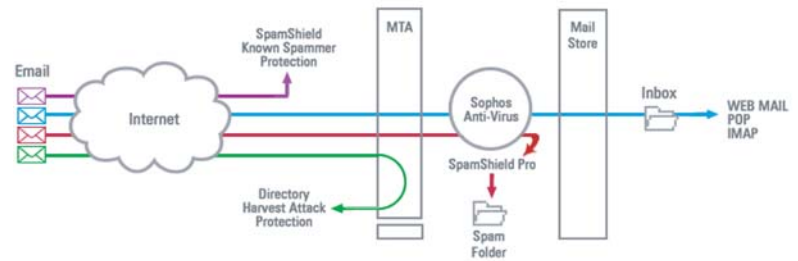 SpamShield
Known Spammer
Protection
MTA
Mail
Store
Email
Internet
Sophos
Anti-Virus
Inbox
WEB MAIL
POP
IMAP
SpamShield Pro
Directory
Harvest Attack
Protection
Spam
Folder